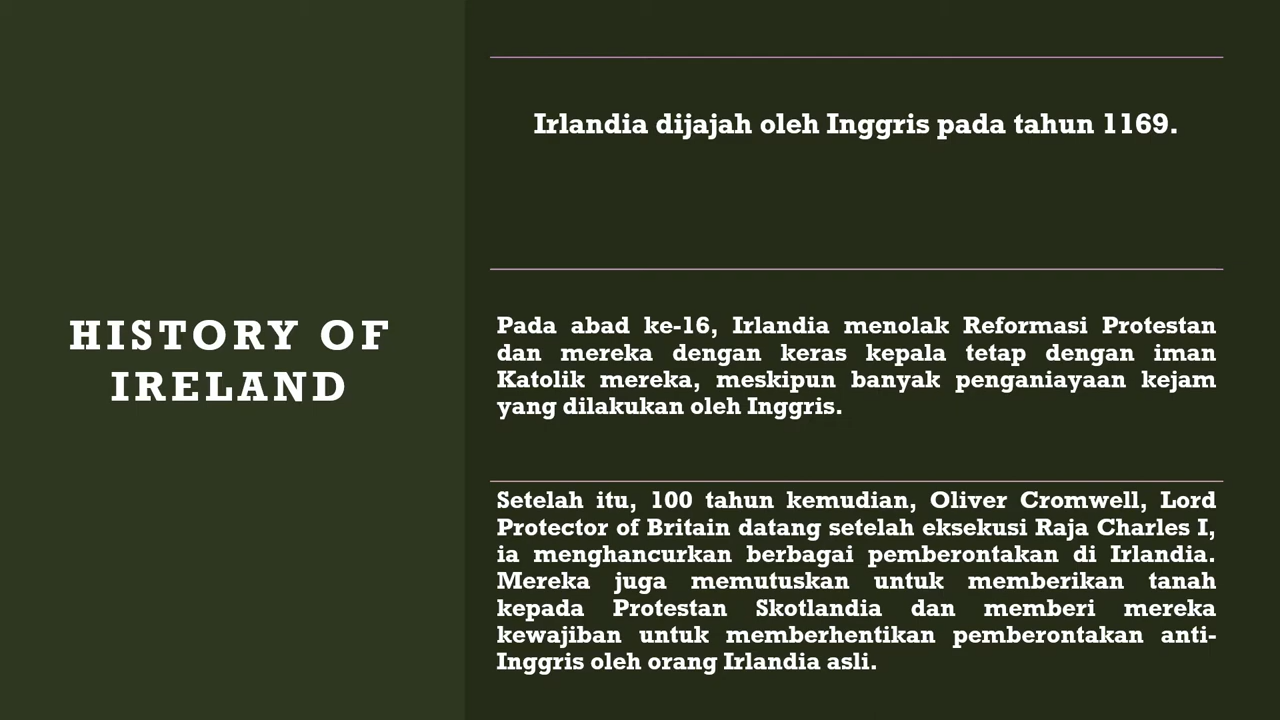 HISTORY OF
IRELAND
Irlandia dijajah oleh Inggris pada tahun 1169.
Pada abad ke-16, Irlandia menolak Reformasi Protestan
dan mereka dengan keras kepala tetap dengan iman
Katolik mereka, meskipun banyak penganiayaan kejam
yang dilakukan oleh Inggris.
Setelah itu, 100 tahun kemudian, Oliver Cromwell, Lord
Protector of Britain datang setelah eksekusi Raja Charles I,
ia menghancurkan berbagai pemberontakan di Irlandia.
Mereka juga memutuskan untuk memberikan tanah
kepada Protestan Skotlandia dan memberi mereka
kewajiban untuk memberhentikan pemberontakan anti-
Inggris oleh orang Irlandia asli.